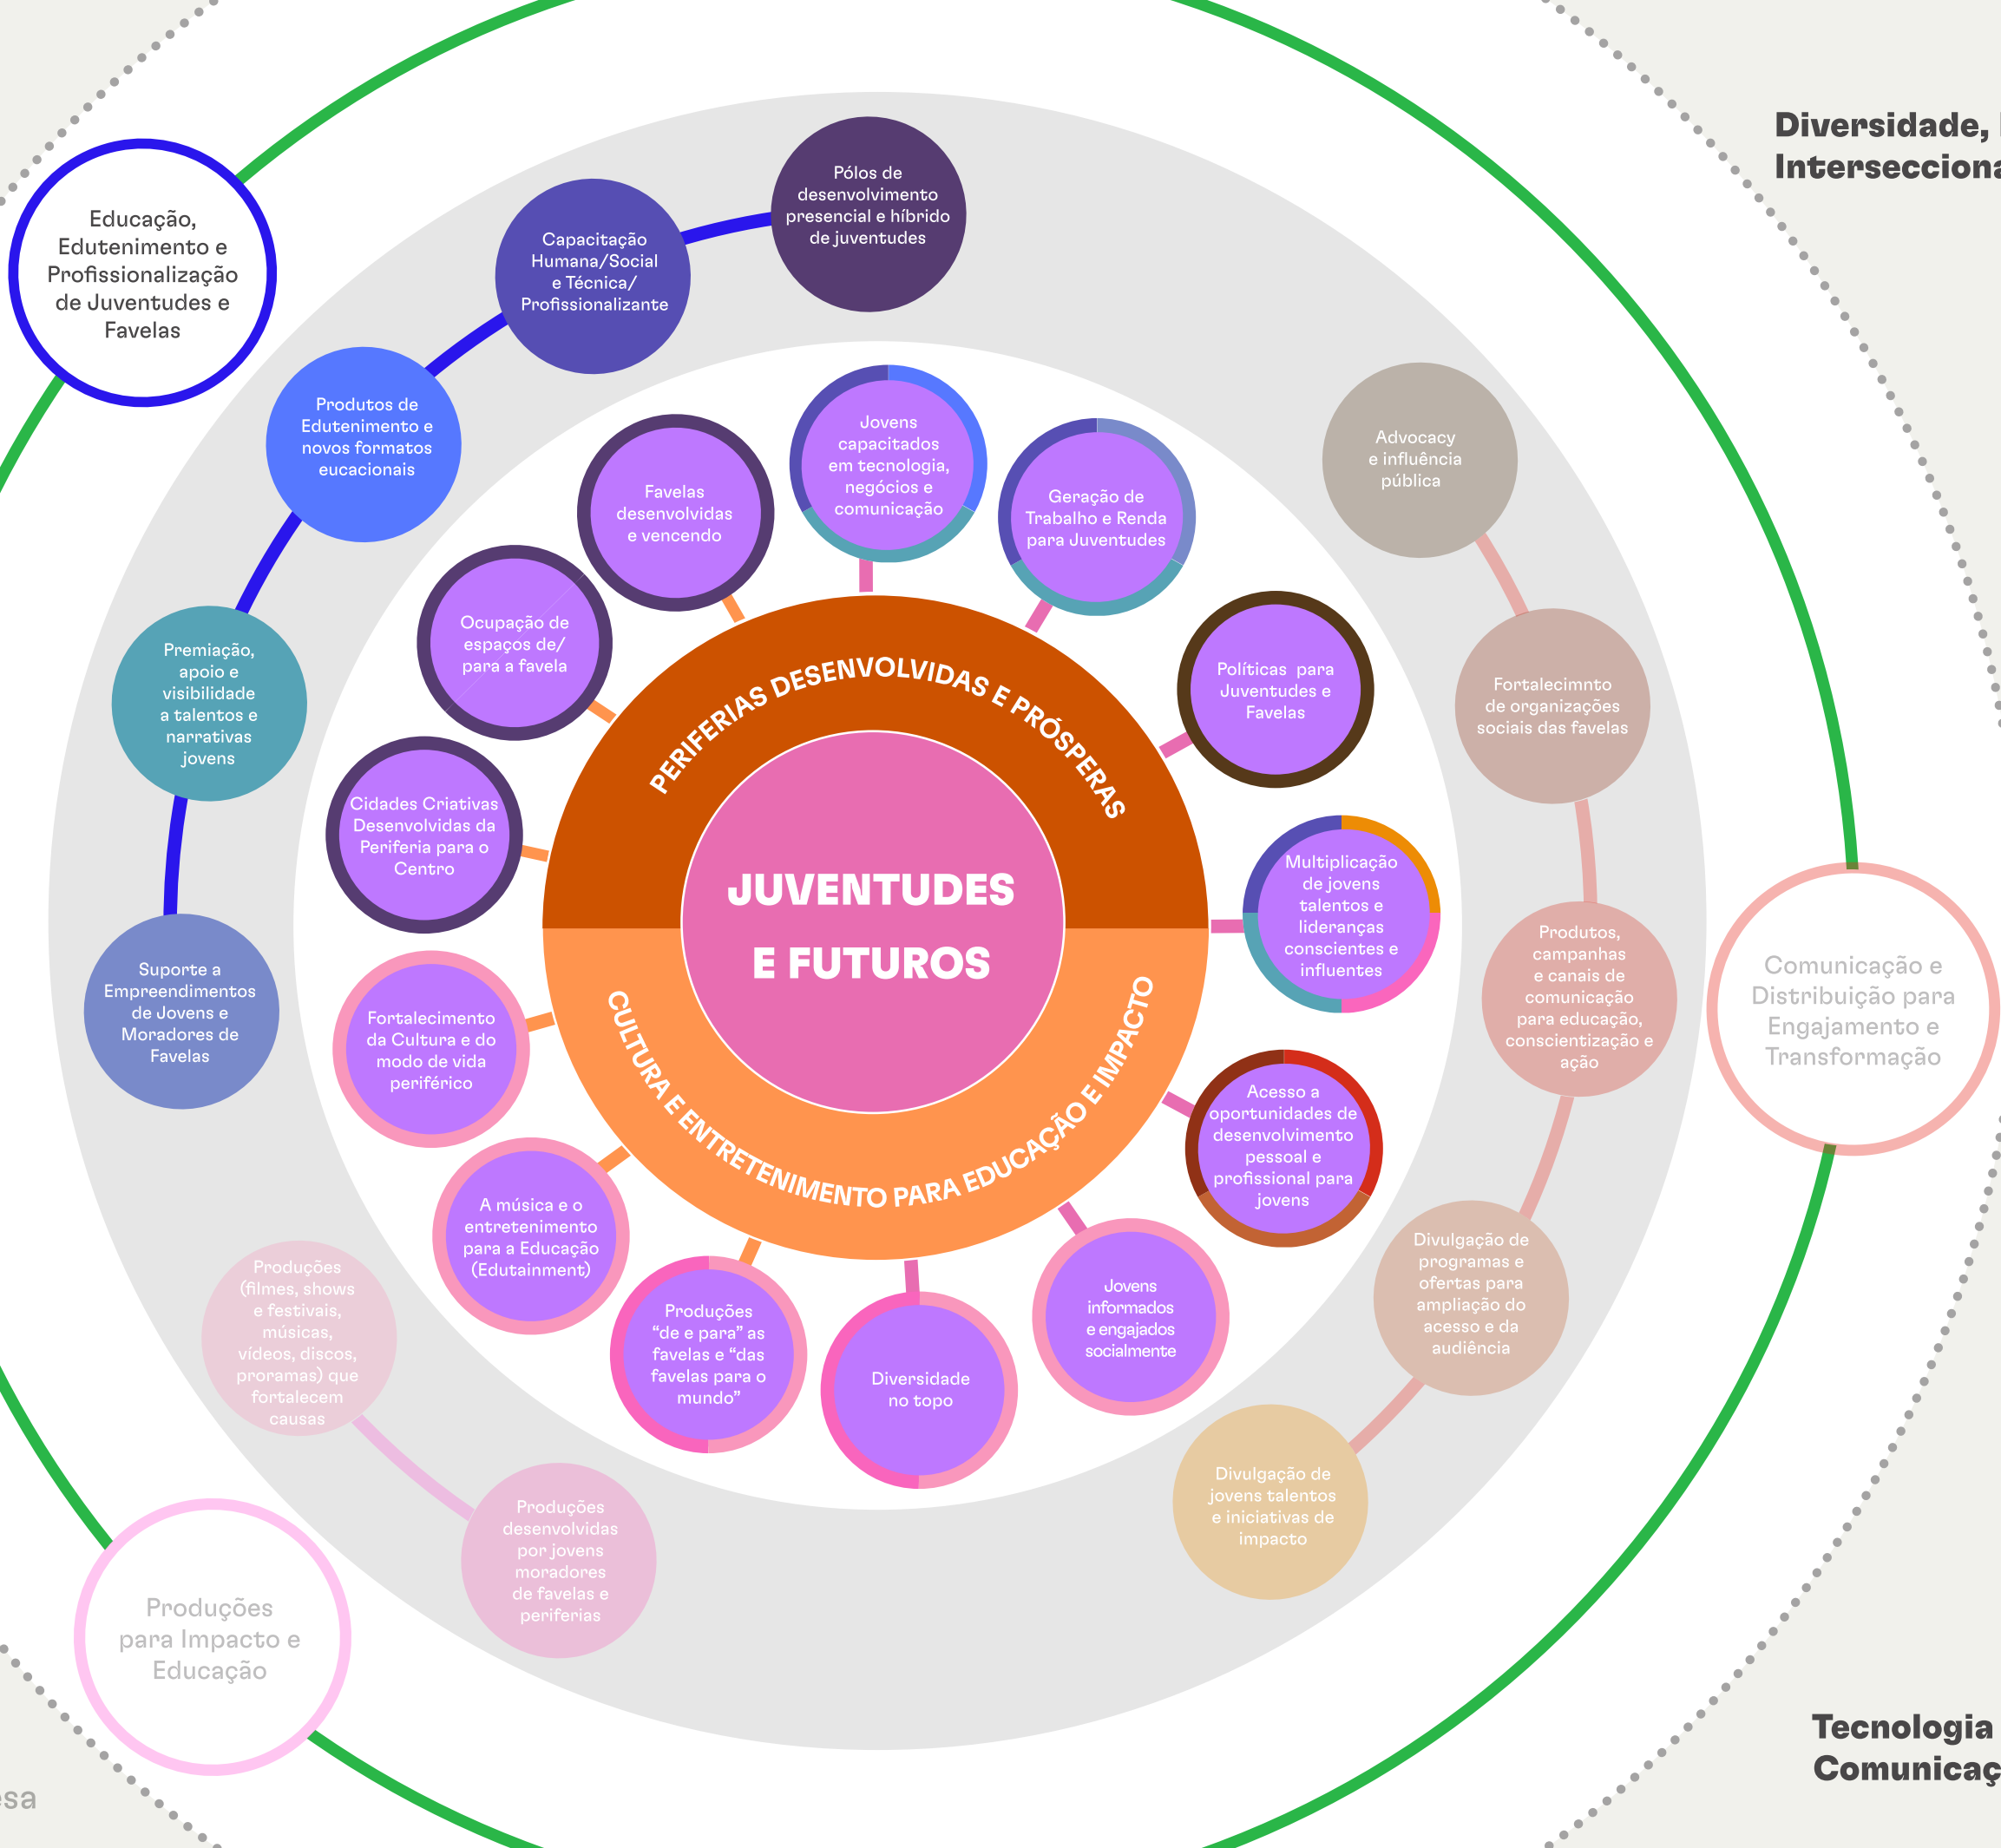 Diversidade,
Educação,
Edutenimento e
Profissionalização
de Juventudes e
Favelas
Pólos de
desenvolvimento
presencial e híbrido
de juventudes
Capacitação
Humana/Social
e Técnica/
Profissionalizante
Produtos de
Edutenimento e
novos formatos
eucacionais
Premiação,
apoio e
visibilidade
a talentos e
narrativas
jovens
Suporte a
Empreendimentos
de Jovens e
Moradores de
Favelas
Jovens
capacitados
em tecnologia,
negócios e
comunicação
Geração de
Trabalho e Renda
para Juventudes
Políticas para
Juventudes e
Favelas
Multiplicação
de jovens
talentos e
lideranças
conscientes e
influentes
Acesso a
oportunidades de
desenvolvimento
pessoal e
profissional para
jovens
Jovens
informados
e engajados
socialmente
Diversidade
no topo
Produções
“de e para” as
favelas e “das
favelas para o
mundo”
A música e o
entretenimento
para a Educação
(Edutainment)
Fortalecimento
da Cultura e do
modo de vida
periférico
Cidades Criativas
Desenvolvidas da
Periferia para o
Centro
Ocupação de
espaços de/
para a favela
Favelas
desenvolvidas
e vencendo
PERIFERIAS DESENVOLVIDAS E PRÓSPERAS
JUVENTUDES
E FUTUROS
CULTURA E ENTRETENIMENTO PARA EDUCAÇÃO E IMPACTO
Advocacy
e influência
pública
Fortalecimnto
de organizações
sociais das favelas
Produtos,
campanhas
e canais de
comunicação
para educação,
conscientização e
ação
Divulgação de
programas e
ofertas para
ampliação do
acesso e da
audiência
Divulgação de
jovens talentos
e iniciativas de
impacto
Comunicação e
Distribuição para
Engajamento e
Transformação
Produções
(filmes, shows
e festivais,
músicas,
vídeos, discos,
proramas) que
fortalecem
causas
Produções
desenvolvidas
por jovens
moradores
de favelas e
periferias
Produções
para Impacto e
Educação
Tecnologia